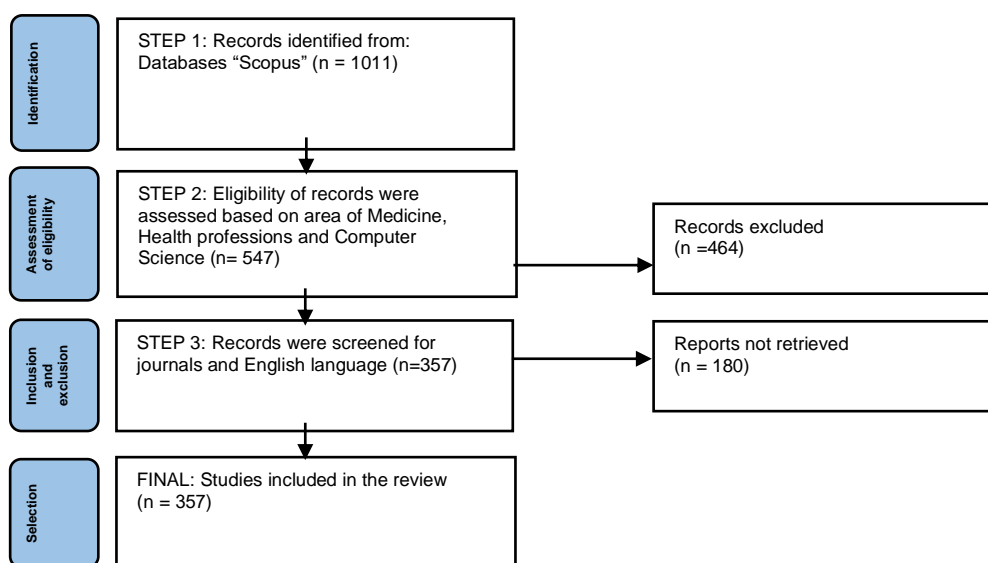 Identification
STEP 1: Records identified from:
Databases “Scopus” (n = 1011)
Assessment
of eligibility
STEP 2: Eligibility of records were
assessed based on area of Medicine,
Health professions and Computer
Science (n= 547)
Records excluded
(n =464)
Inclusion
and
exclusion
STEP 3: Records were screened for
journals and English language (n=357)
Reports not retrieved
(n = 180)
Selection
FINAL: Studies included in the review
(n = 357)